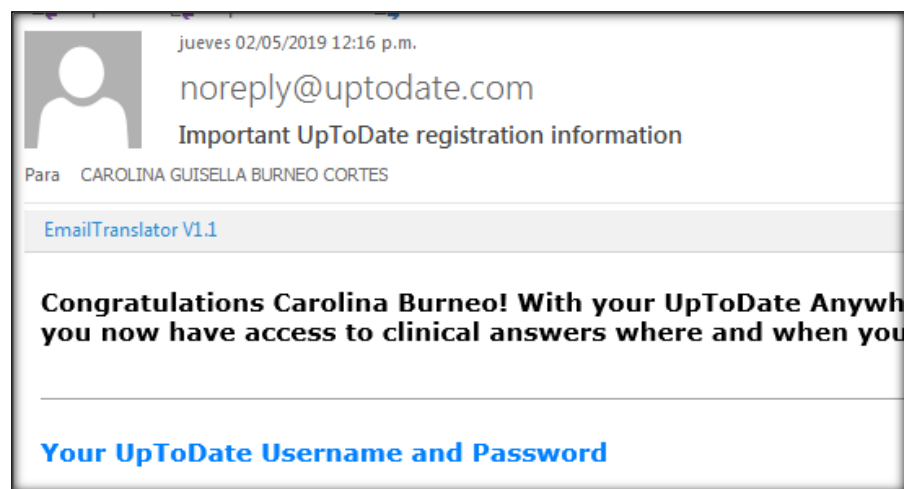 jueves 02/05/2019 12:16 p.m.
noreply@uptodate.com
Important UpToDate registration information
Para CAROLINA GUISELLA BURNEO CORTES
EmailTranslator V1.1
Congratulations Carolina Burneo! With your UpToDate Anywh
you now have access to clinical answers where and when you
Your UpToDate Username and Password